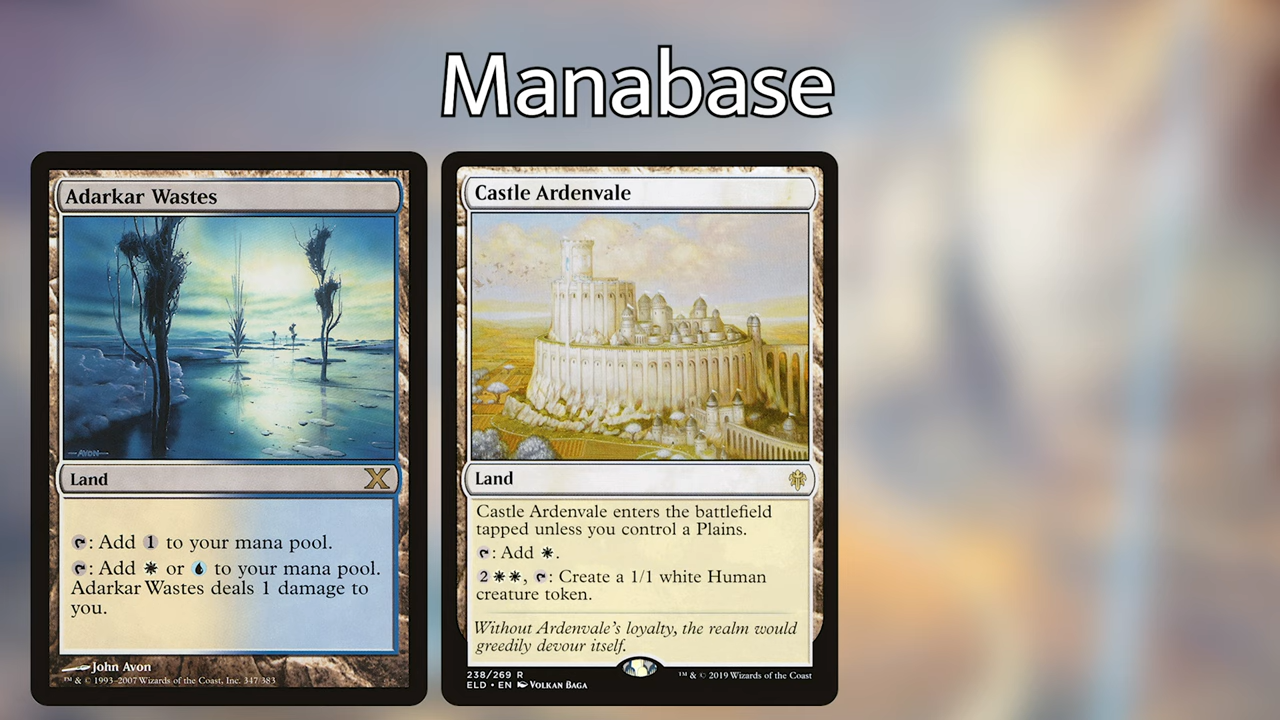 Manabase
Adarkar Wastes
AVON
Land
X
: Add 1 to your mana pool.
: Add or to your mana pool.
Adarkar Wastes deals 1 damage to
you.
John Avon
™ & © 1993–2007 Wizards of the Coast, Inc. 347/383
Castle Ardenvale
Land
Castle Ardenvale enters the battlefield
tapped unless you control a Plains.
: Add .
2 , : Create a 1/1 white Human
creature token.
Without Ardenvale's loyalty, the realm would
greedily devour itself.
238/269 R
ELD • EN Volkan Baga
™ & © 2019 Wizards of the Coast